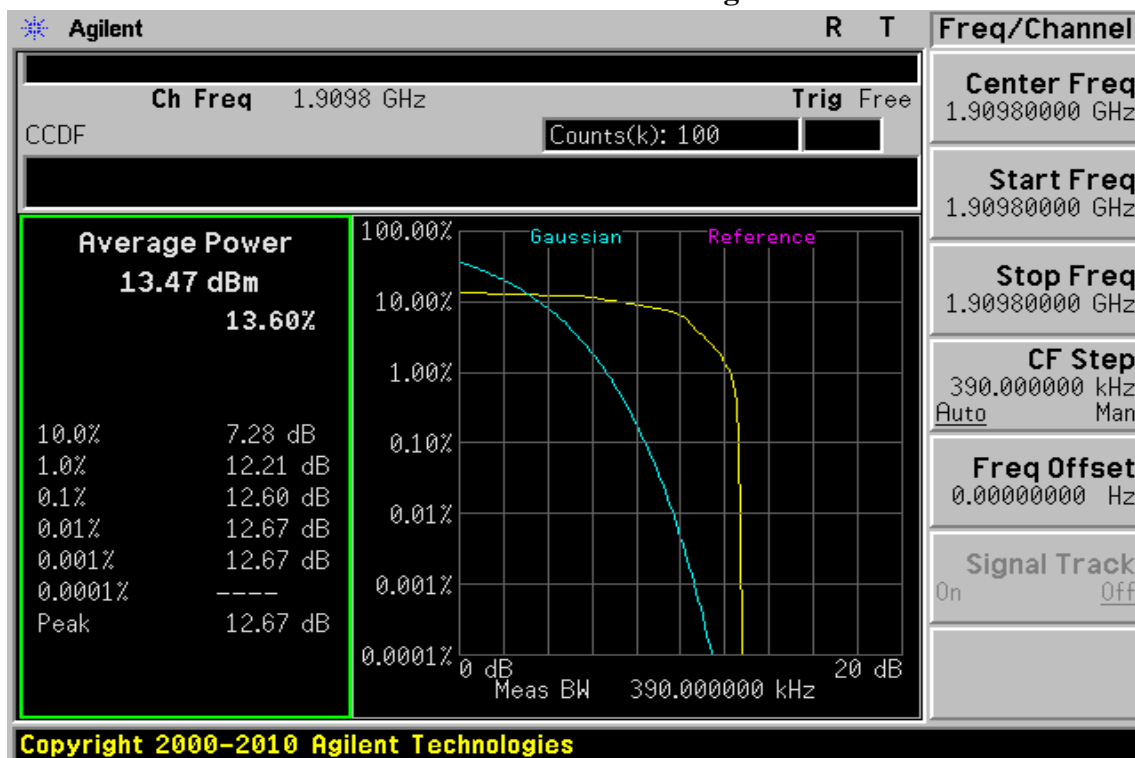 Agilent R T Freq/Channel
Ch Freq 1.9098 GHz Trig Free
CCDF Counts(k): 100
Average Power
13.47 dBm
13.60%
10.0% 7.28 dB
1.0% 12.21 dB
0.1% 12.60 dB
0.01% 12.67 dB
0.001% 12.67 dB
0.0001% ----
Peak 12.67 dB
Gaussian Reference
100.00%
10.00%
1.00%
0.10%
0.01%
0.001%
0.0001%
0 dB 20 dB
Meas BW 390.000000 kHz
Center Freq
1.90980000 GHz
Start Freq
1.90980000 GHz
Stop Freq
1.90980000 GHz
CF Step
390.000000 kHz
Auto Man
Freq Offset
0.00000000 Hz
Signal Track
On Off
Copyright 2000-2010 Agilent Technologies